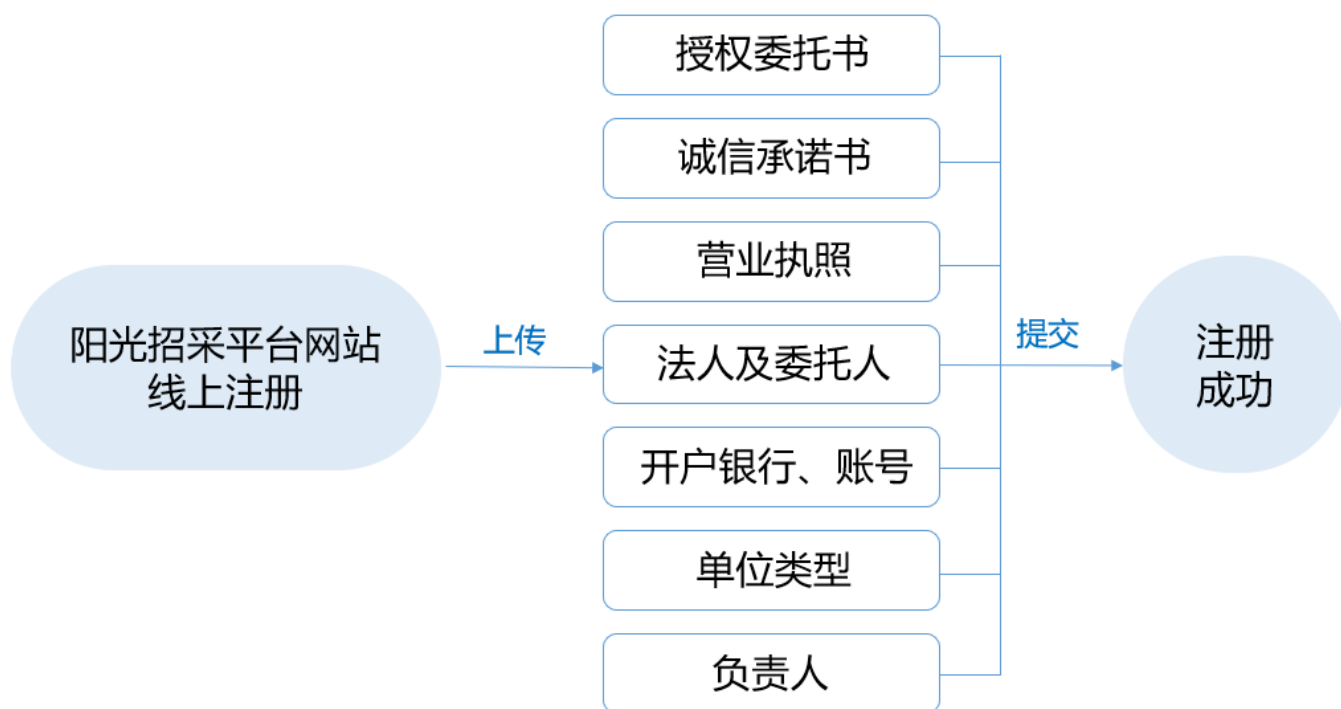 授权委托书
诚信承诺书
营业执照
阳光招采平台网站
线上注册
上传
法人及委托人
提交
注册
成功
开户银行、账号
单位类型
负责人